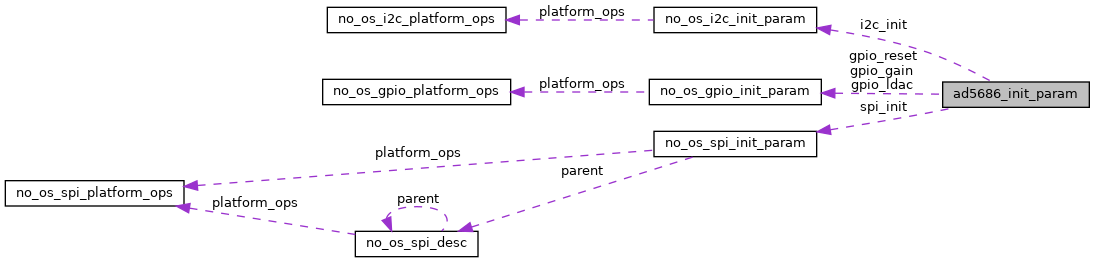 no_os_i2c_platform_ops
platform_ops
no_os_i2c_init_param
i2c_init
no_os_gpio_platform_ops
platform_ops
no_os_gpio_init_param
gpio_reset
gpio_gain
gpio_ldac
ad5686_init_param
spi_init
no_os_spi_init_param
platform_ops
parent
no_os_spi_platform_ops
platform_ops
parent
no_os_spi_desc